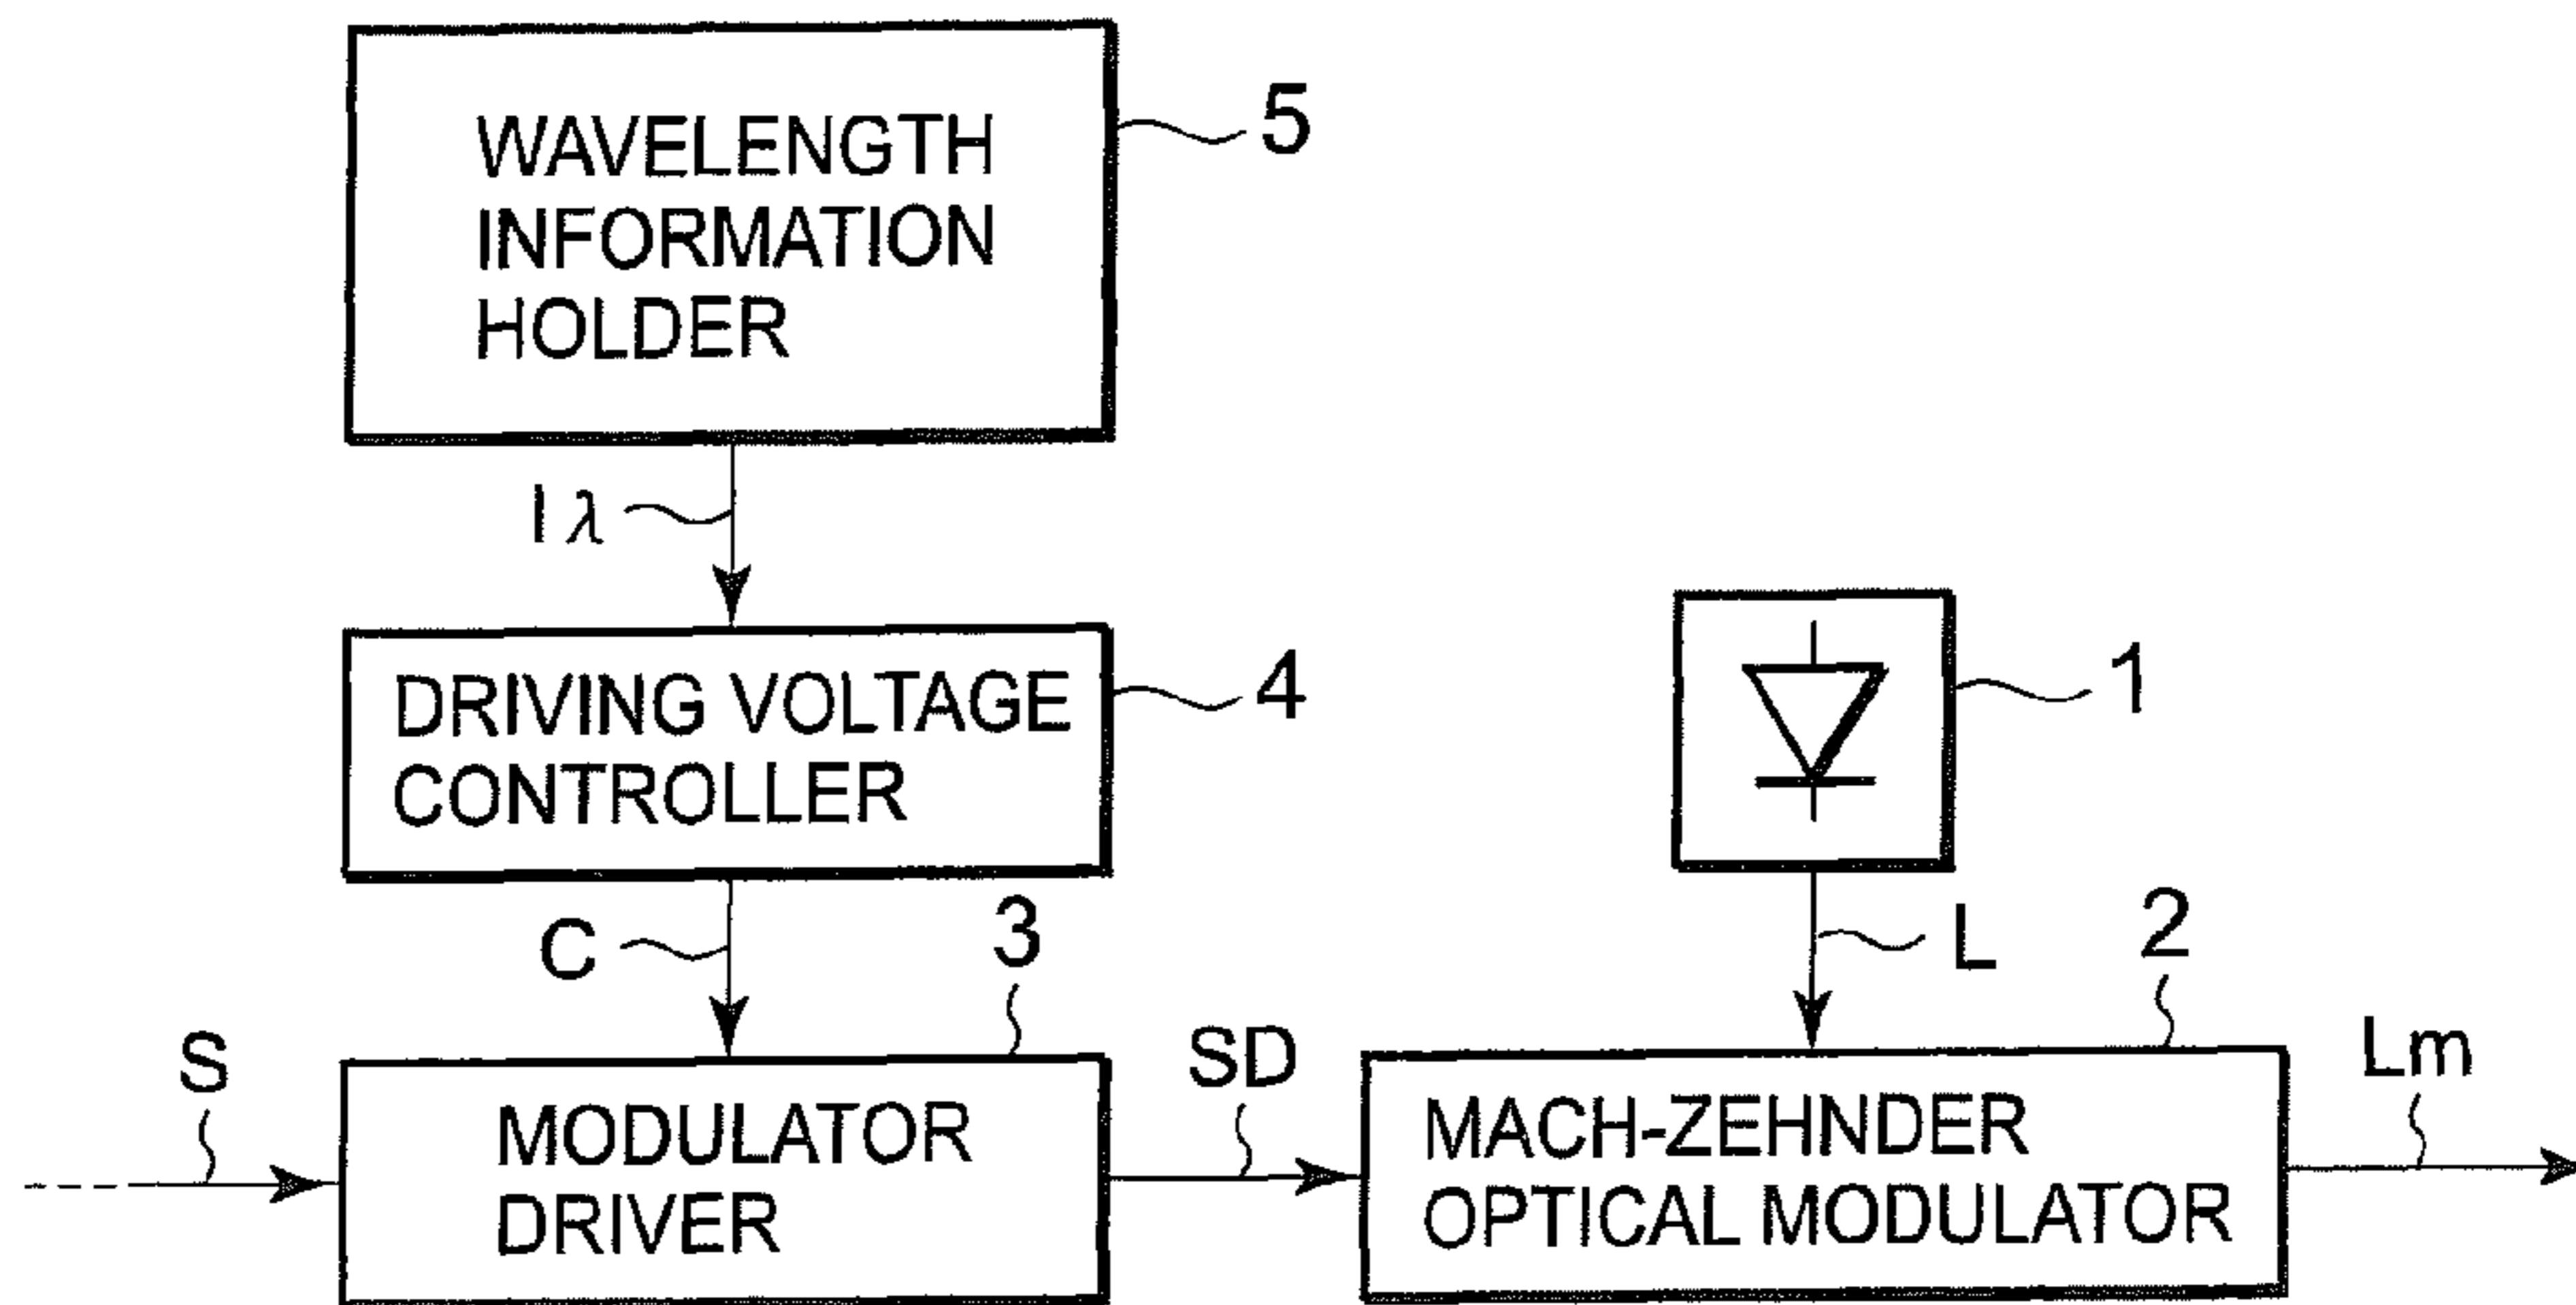 WAVELENGTH
INFORMATION
HOLDER
5
I λ
DRIVING VOLTAGE
CONTROLLER
4
1
C
3
L
2
S
MODULATOR
DRIVER
SD
MACH-ZEHNDER
OPTICAL MODULATOR
Lm